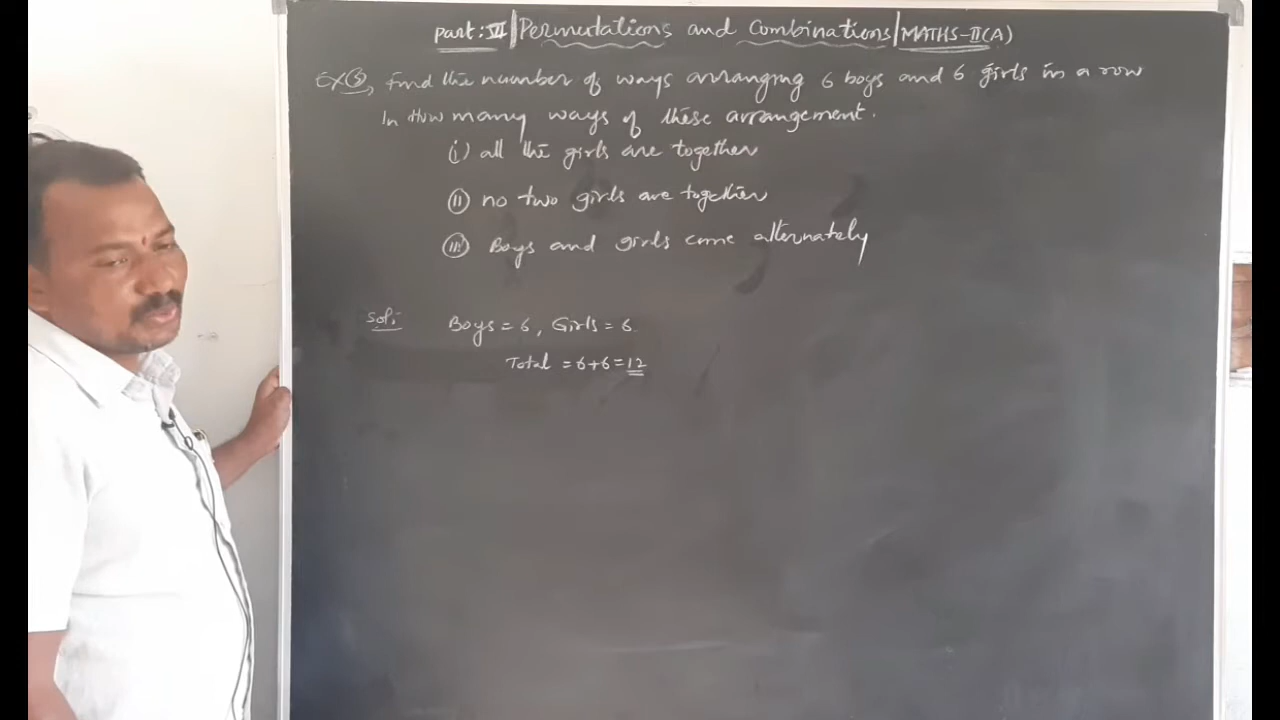 part: VI | Permutations and Combinations | MATHS-II(A)
Ex(3), Find the number of ways arranging 6 boys and 6 girls in a row
In How many ways of these arrangement.
(i) all the girls are together
(ii) no two girls are together
(iii) Boys and girls come alternately
Sol:
Boys = 6, Girls = 6
Total = 6+6 = 12